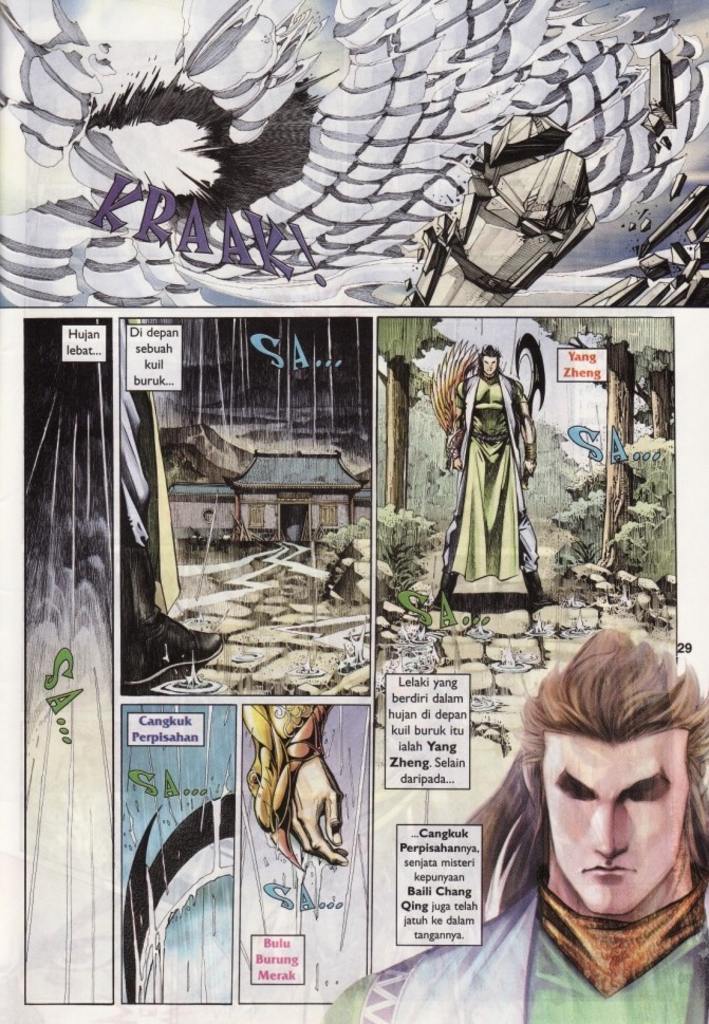 KRAAK!
Hujan
lebat...
Di depan
sebuah
kuil
buruk...
SA...
Yang
Zheng
SA...
SA...
SA...
29
Lelaki yang
berdiri dalam
hujan di depan
kuil buruk itu
ialah Yang
Zheng. Selain
daripada...
Cangkuk
Perpisahan
SA...
SA...
Bulu
Burung
Merak
...Cangkuk
Perpisahannya,
senjata misteri
kepunyaan
Baili Chang
Qing juga telah
jatuh ke dalam
tangannya.